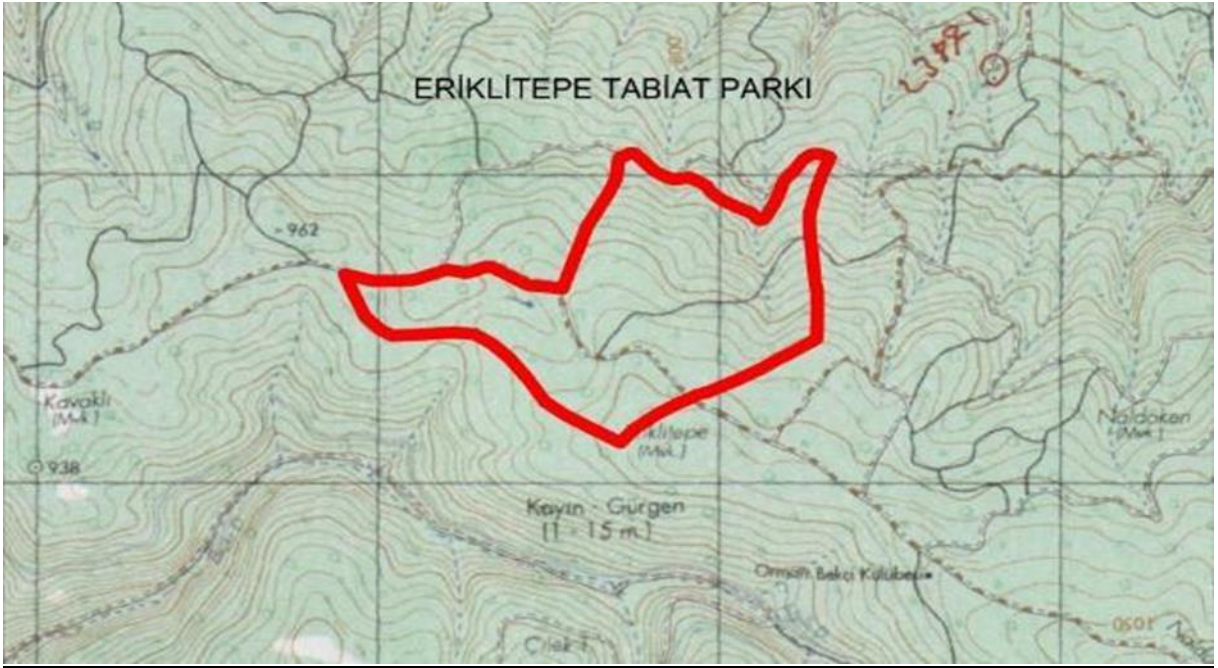 ERİKLİTEPE TABİAT PARKI
962
Kavaklı
(Mvk.)
938
klitepe
(Mvk.)
Naldöken
(Mvk.)
Kayın - Gürgen
(1 - 15 m.)
Orman Bekçi Kulübesi
1050
Çilek T.